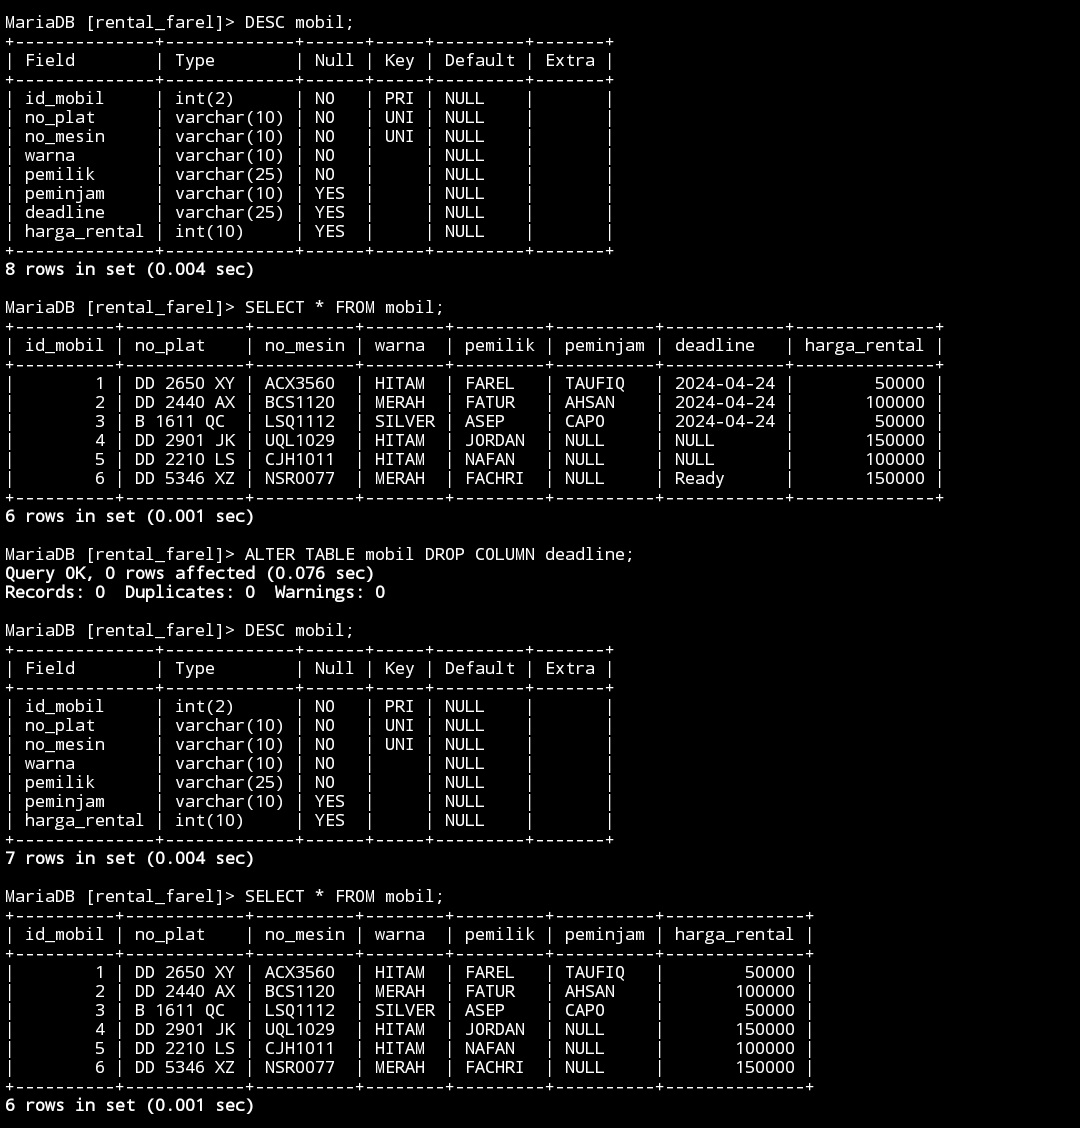 MariaDB [rental_farel]> DESC mobil;
+--------------+-------------+------+-----+---------+-------+
| Field        | Type        | Null | Key | Default | Extra |
+--------------+-------------+------+-----+---------+-------+
| id_mobil     | int(2)      | NO   | PRI | NULL    |       |
| no_plat      | varchar(10) | NO   | UNI | NULL    |       |
| no_mesin     | varchar(10) | NO   | UNI | NULL    |       |
| warna        | varchar(10) | NO   |     | NULL    |       |
| pemilik      | varchar(25) | NO   |     | NULL    |       |
| peminjam     | varchar(10) | YES  |     | NULL    |       |
| deadline     | varchar(25) | YES  |     | NULL    |       |
| harga_rental | int(10)     | YES  |     | NULL    |       |
+--------------+-------------+------+-----+---------+-------+
8 rows in set (0.004 sec)

MariaDB [rental_farel]> SELECT * FROM mobil;
+----------+------------+----------+--------+---------+----------+------------+--------------+
| id_mobil | no_plat    | no_mesin | warna  | pemilik | peminjam | deadline   | harga_rental |
+----------+------------+----------+--------+---------+----------+------------+--------------+
|        1 | DD 2650 XY | ACX3560  | HITAM  | FAREL   | TAUFIQ   | 2024-04-24 |        50000 |
|        2 | DD 2440 AX | BCS1120  | MERAH  | FATUR   | AHSAN    | 2024-04-24 |       100000 |
|        3 | B 1611 QC  | LSQ1112  | SILVER | ASEP    | CAPO     | 2024-04-24 |        50000 |
|        4 | DD 2901 JK | UQL1029  | HITAM  | JORDAN  | NULL     | NULL       |       150000 |
|        5 | DD 2210 LS | CJH1011  | HITAM  | NAFAN   | NULL     | NULL       |       100000 |
|        6 | DD 5346 XZ | NSR0077  | MERAH  | FACHRI  | NULL     | Ready      |       150000 |
+----------+------------+----------+--------+---------+----------+------------+--------------+
6 rows in set (0.001 sec)

MariaDB [rental_farel]> ALTER TABLE mobil DROP COLUMN deadline;
Query OK, 0 rows affected (0.076 sec)
Records: 0  Duplicates: 0  Warnings: 0

MariaDB [rental_farel]> DESC mobil;
+--------------+-------------+------+-----+---------+-------+
| Field        | Type        | Null | Key | Default | Extra |
+--------------+-------------+------+-----+---------+-------+
| id_mobil     | int(2)      | NO   | PRI | NULL    |       |
| no_plat      | varchar(10) | NO   | UNI | NULL    |       |
| no_mesin     | varchar(10) | NO   | UNI | NULL    |       |
| warna        | varchar(10) | NO   |     | NULL    |       |
| pemilik      | varchar(25) | NO   |     | NULL    |       |
| peminjam     | varchar(10) | YES  |     | NULL    |       |
| harga_rental | int(10)     | YES  |     | NULL    |       |
+--------------+-------------+------+-----+---------+-------+
7 rows in set (0.004 sec)

MariaDB [rental_farel]> SELECT * FROM mobil;
+----------+------------+----------+--------+---------+----------+--------------+
| id_mobil | no_plat    | no_mesin | warna  | pemilik | peminjam | harga_rental |
+----------+------------+----------+--------+---------+----------+--------------+
|        1 | DD 2650 XY | ACX3560  | HITAM  | FAREL   | TAUFIQ   |        50000 |
|        2 | DD 2440 AX | BCS1120  | MERAH  | FATUR   | AHSAN    |       100000 |
|        3 | B 1611 QC  | LSQ1112  | SILVER | ASEP    | CAPO     |        50000 |
|        4 | DD 2901 JK | UQL1029  | HITAM  | JORDAN  | NULL     |       150000 |
|        5 | DD 2210 LS | CJH1011  | HITAM  | NAFAN   | NULL     |       100000 |
|        6 | DD 5346 XZ | NSR0077  | MERAH  | FACHRI  | NULL     |       150000 |
+----------+------------+----------+--------+---------+----------+--------------+
6 rows in set (0.001 sec)